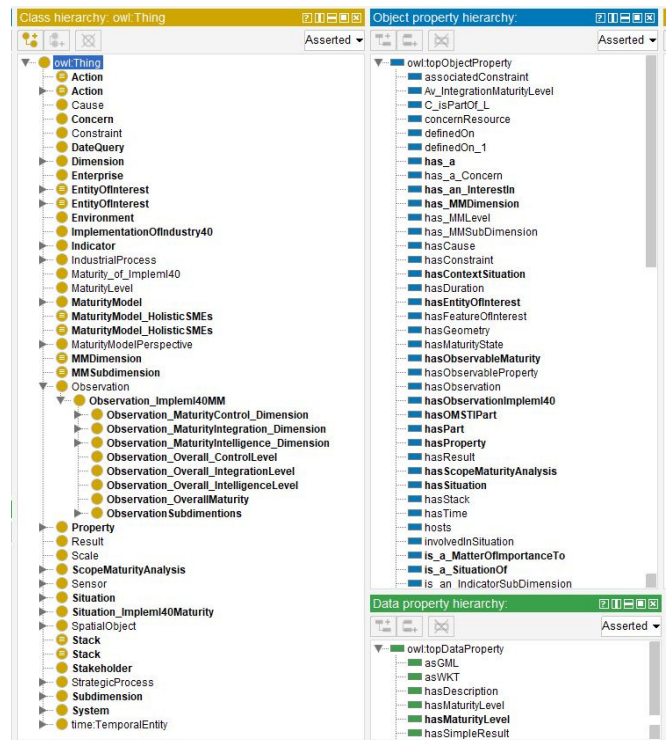 Class hierarchy: owl:Thing
Asserted
owl:Thing
Action
Action
Cause
Concern
Constraint
DateQuery
Dimension
Enterprise
EntityOfInterest
EntityOfInterest
Environment
ImplementationOfIndustry40
Indicator
IndustrialProcess
Maturity_of_ImplemI40
MaturityLevel
MaturityModel
MaturityModel_HolisticSMEs
MaturityModel_HolisticSMEs
MaturityModelPerspective
MMDimension
MMSubdimension
Observation
Observation_ImplemI40MM
Observation_MaturityControl_Dimension
Observation_MaturityIntegration_Dimension
Observation_MaturityIntelligence_Dimension
Observation_Overall_ControlLevel
Observation_Overall_IntegrationLevel
Observation_Overall_IntelligenceLevel
Observation_OverallMaturity
ObservationSubdimentions
Property
Result
Scale
ScopeMaturityAnalysis
Sensor
Situation
Situation_ImplemI40Maturity
SpatialObject
Stack
Stack
Stakeholder
StrategicProcess
Subdimension
System
time:TemporalEntity
Object property hierarchy:
Asserted
owl:topObjectProperty
associatedConstraint
Av_IntegrationMaturityLevel
C_isPartOf_L
concernResource
definedOn
definedOn_1
has_a
has_a_Concern
has_an_InterestIn
has_MMDimension
has_MMLevel
has_MMSubDimension
hasCause
hasConstraint
hasContextSituation
hasDuration
hasEntityOfInterest
hasFeatureOfInterest
hasGeometry
hasMaturityState
hasObservableMaturity
hasObservableProperty
hasObservation
hasObservationImplemI40
hasOMSTIPart
hasPart
hasProperty
hasResult
hasScopeMaturityAnalysis
hasSituation
hasStack
hasTime
hosts
involvedInSituation
is_a_MatterOfImportanceTo
is_a_SituationOf
is_an_IndicatorSubDimension
Data property hierarchy:
Asserted
owl:topDataProperty
asGML
asWKT
hasDescription
hasMaturityLevel
hasMaturityLevel
hasSimpleResult